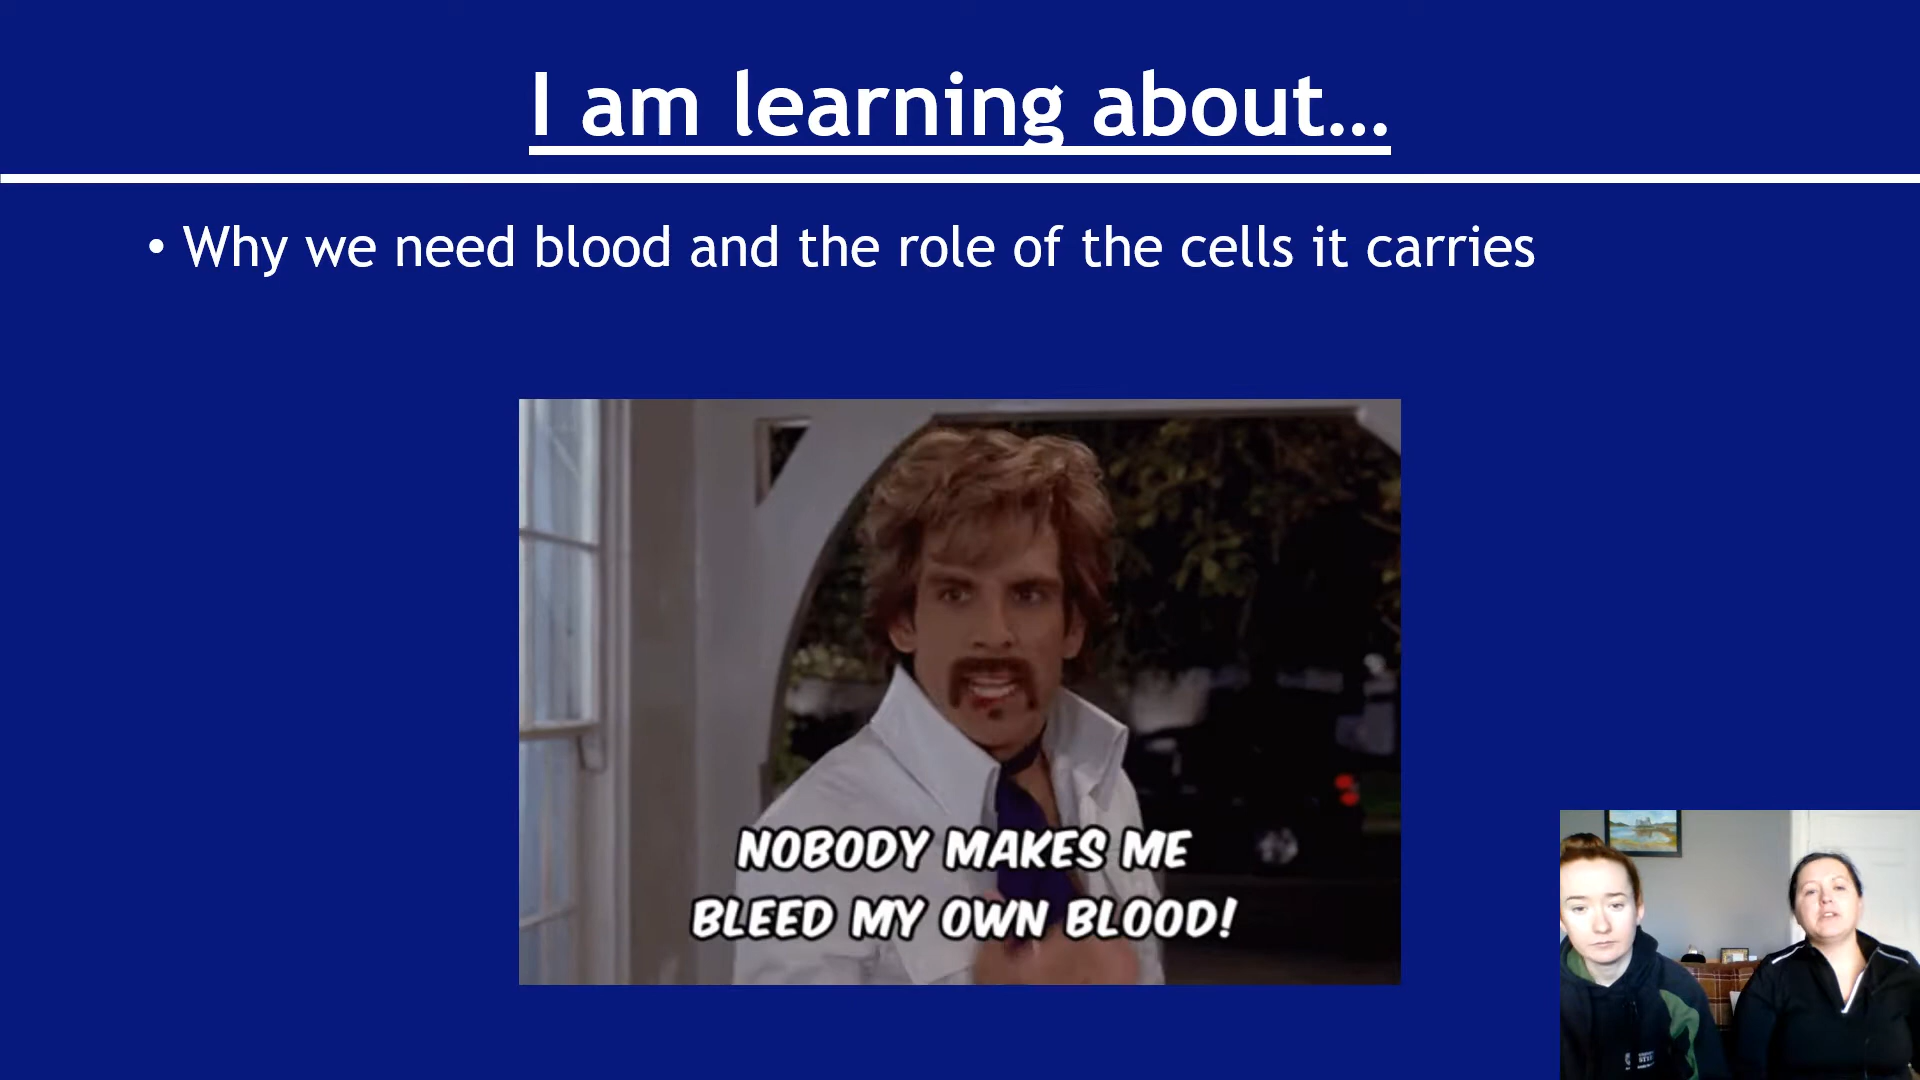 I am learning about...
• Why we need blood and the role of the cells it carries
NOBODY MAKES ME
BLEED MY OWN BLOOD!